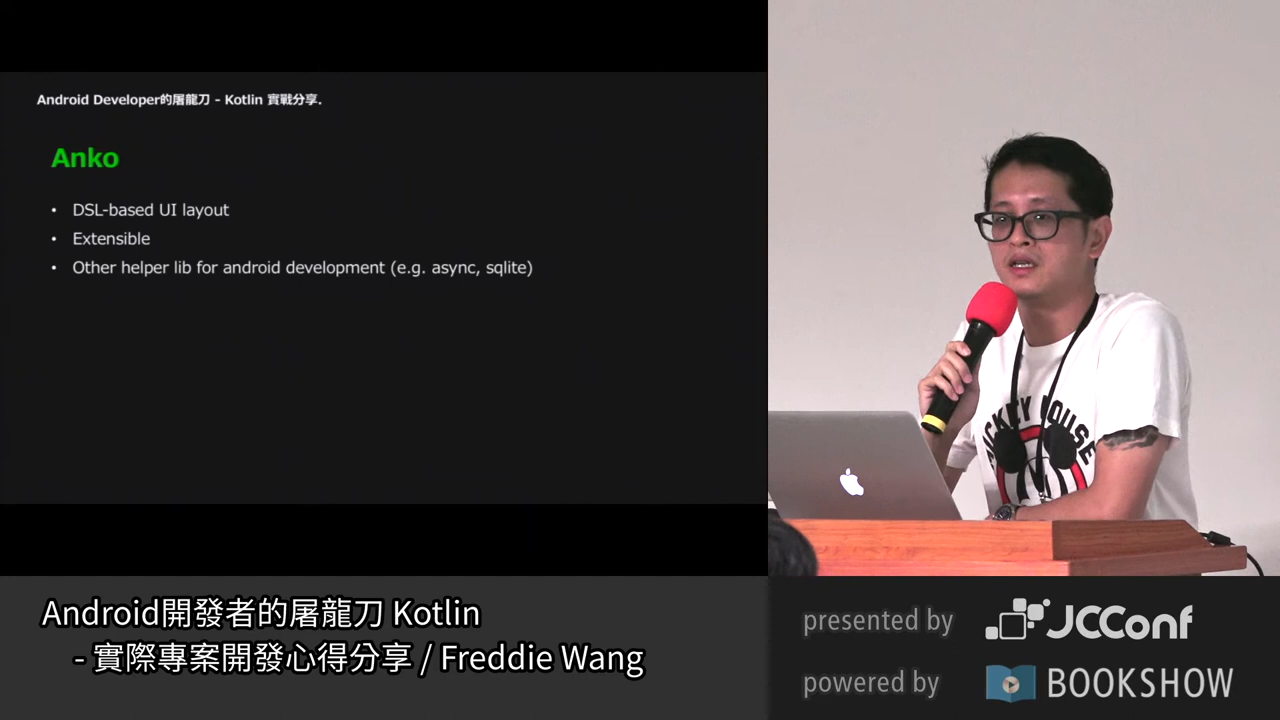 Android Developer的屠龍刀 - Kotlin 實戰分享.
Anko
• DSL-based UI layout
• Extensible
• Other helper lib for android development (e.g. async, sqlite)
MICKEY MOUSE
Android開發者的屠龍刀 Kotlin
- 實際專案開發心得分享 / Freddie Wang
presented by JCConf
powered by BOOKSHOW